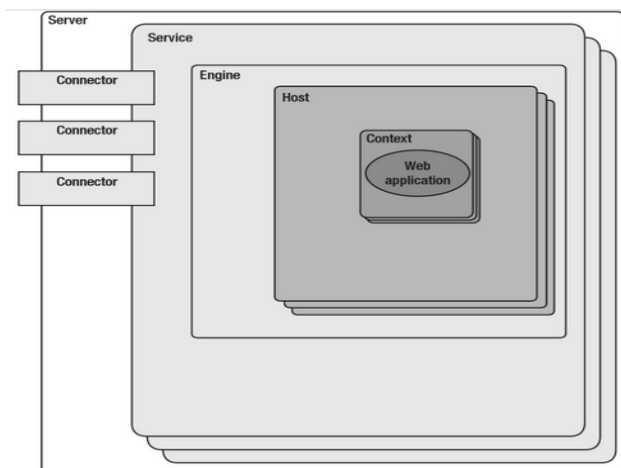 Server
Service
Engine
Connector
Host
Connector
Context
Web
application
Connector